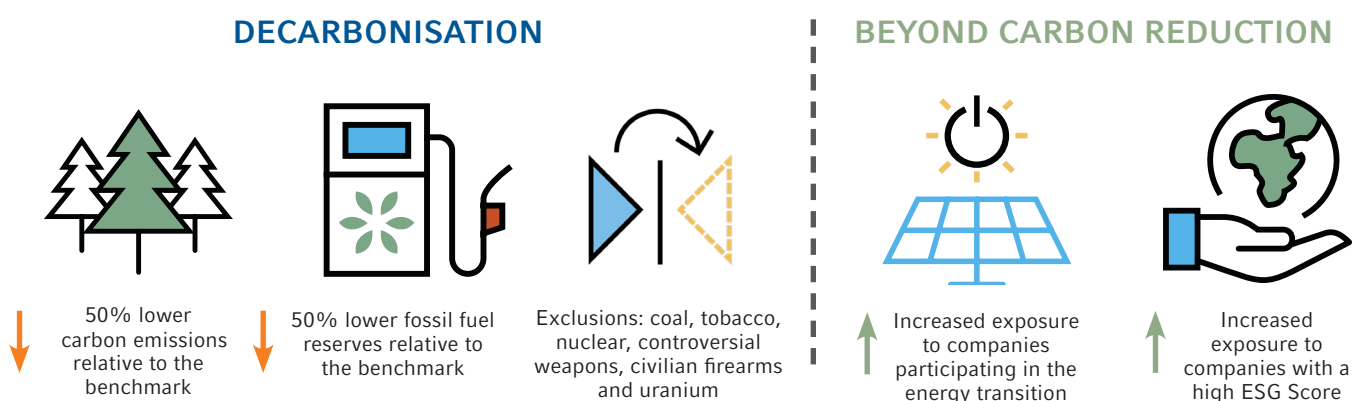 DECARBONISATION
50% lower
carbon emissions
relative to the
benchmark
50% lower fossil fuel
reserves relative to
the benchmark
Exclusions: coal, tobacco,
nuclear, controversial
weapons, civilian firearms
and uranium
BEYOND CARBON REDUCTION
Increased exposure
to companies
participating in the
energy transition
Increased
exposure to
companies with a
high ESG Score